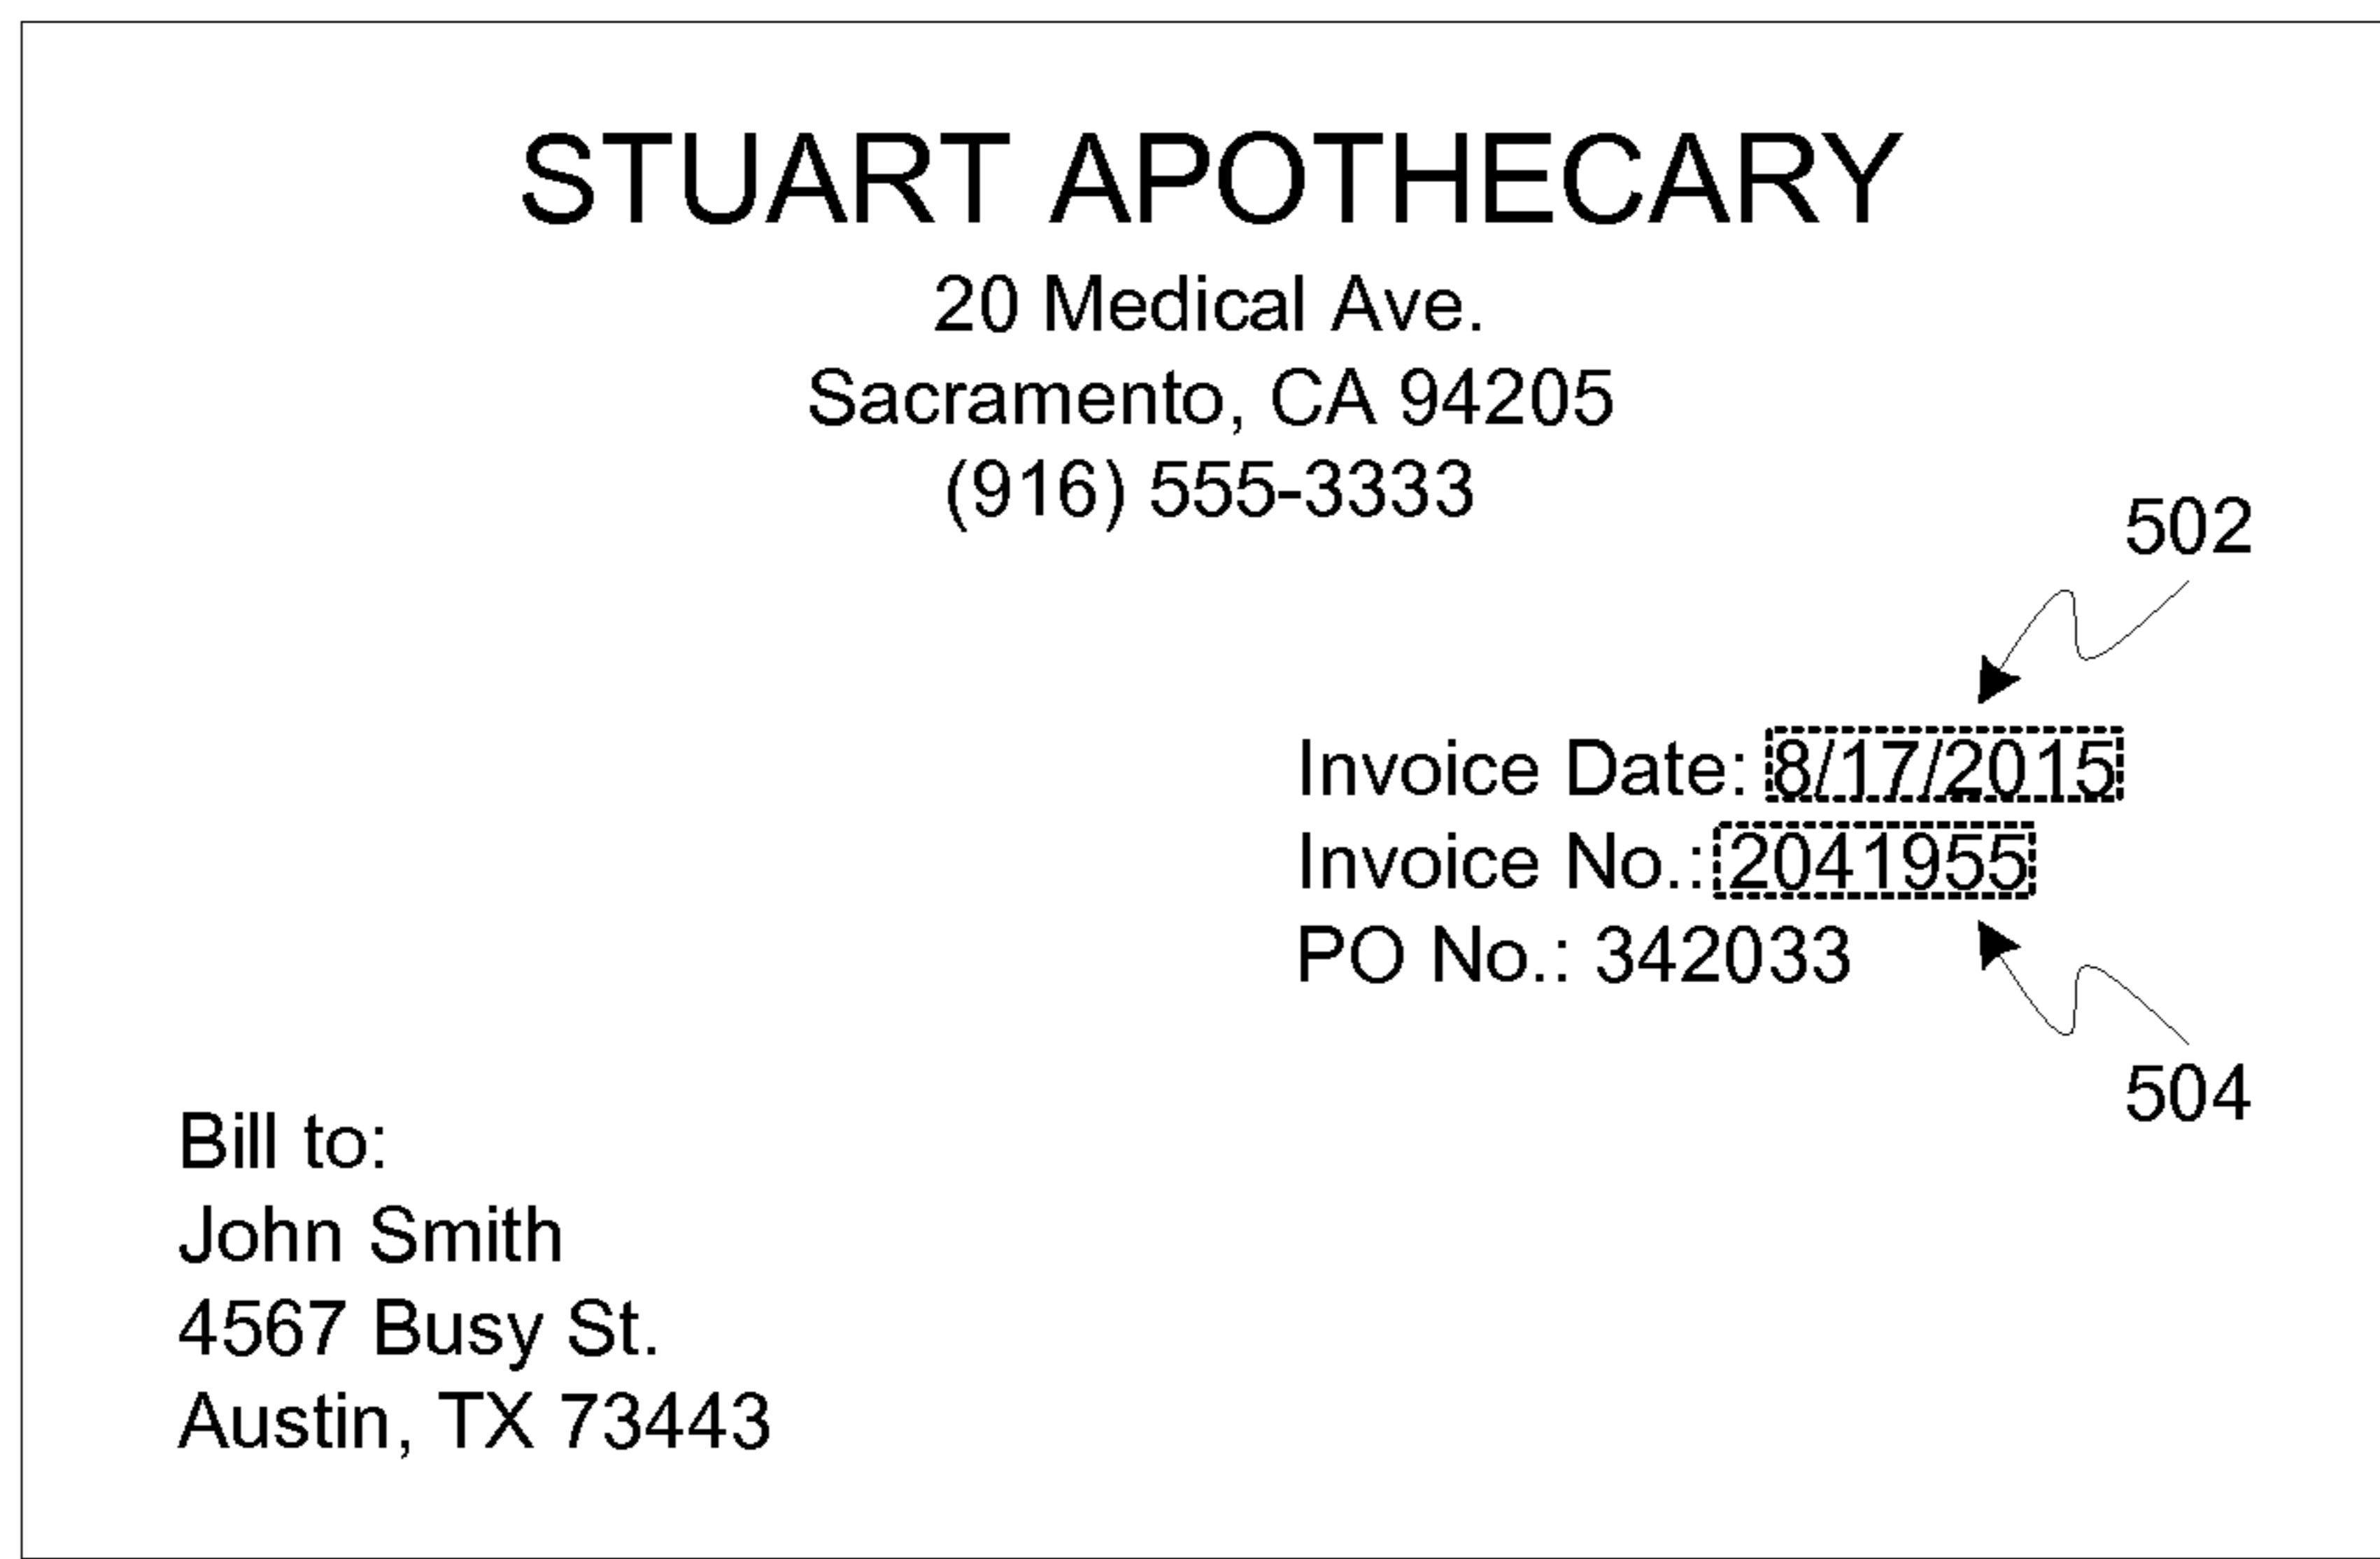 STUART APOTHECARY
20 Medical Ave.
Sacramento, CA 94205
(916) 555-3333
502
Invoice Date: 8/17/2015
Invoice No.: 2041955
PO No.: 342033
504
Bill to:
John Smith
4567 Busy St.
Austin, TX 73443